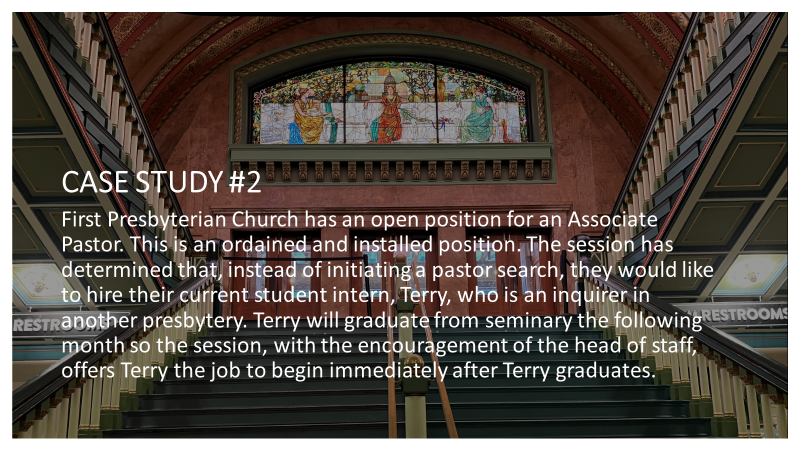 CASE STUDY #2
First Presbyterian Church has an open position for an Associate
Pastor. This is an ordained and installed position. The session has
determined that, instead of initiating a pastor search, they would like
to hire their current student intern, Terry, who is an inquirer in
another presbytery. Terry will graduate from seminary the following
month so the session, with the encouragement of the head of staff,
offers Terry the job to begin immediately after Terry graduates.
RESTROOMS
RESTROOMS